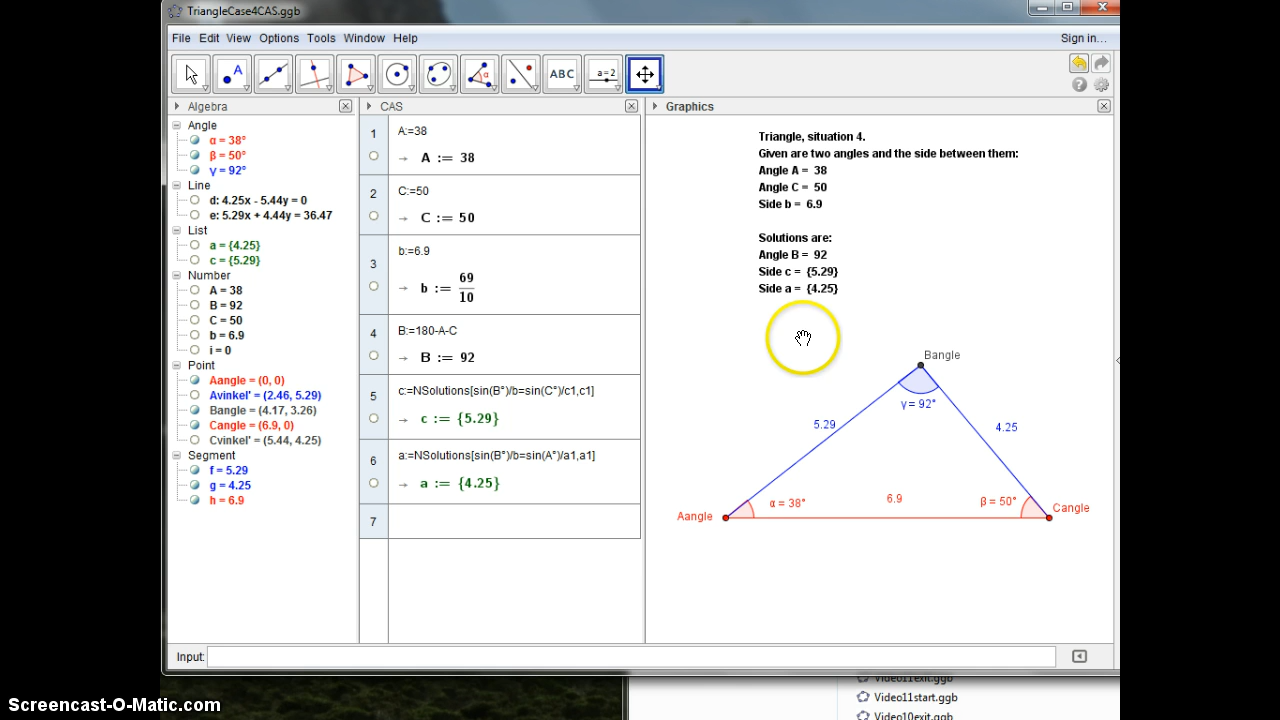 TriangleCase4CAS.ggb
File Edit View Options Tools Window Help Sign in...
A α ABC a=2
Algebra
Angle
α = 38°
β = 50°
γ = 92°
Line
d: 4.25x - 5.44y = 0
e: 5.29x + 4.44y = 36.47
List
a = {4.25}
c = {5.29}
Number
A = 38
B = 92
C = 50
b = 6.9
i = 0
Point
Aangle = (0, 0)
Avinkel' = (2.46, 5.29)
Bangle = (4.17, 3.26)
Cangle = (6.9, 0)
Cvinkel' = (5.44, 4.25)
Segment
f = 5.29
g = 4.25
h = 6.9
CAS
1 A:=38
→ A := 38
2 C:=50
→ C := 50
3 b:=6.9
→ b := 69/10
4 B:=180-A-C
→ B := 92
5 c:=NSolutions[sin(B°)/b=sin(C°)/c1,c1]
→ c := {5.29}
6 a:=NSolutions[sin(B°)/b=sin(A°)/a1,a1]
→ a := {4.25}
7
Graphics
Triangle, situation 4.
Given are two angles and the side between them:
Angle A = 38
Angle C = 50
Side b = 6.9
Solutions are:
Angle B = 92
Side c = {5.29}
Side a = {4.25}
Bangle
γ = 92°
5.29
4.25
6.9
α = 38°
β = 50°
Aangle
Cangle
Input:
Video11exit.ggb
Video11start.ggb
Video10exit.ggb
Screencast-O-Matic.com